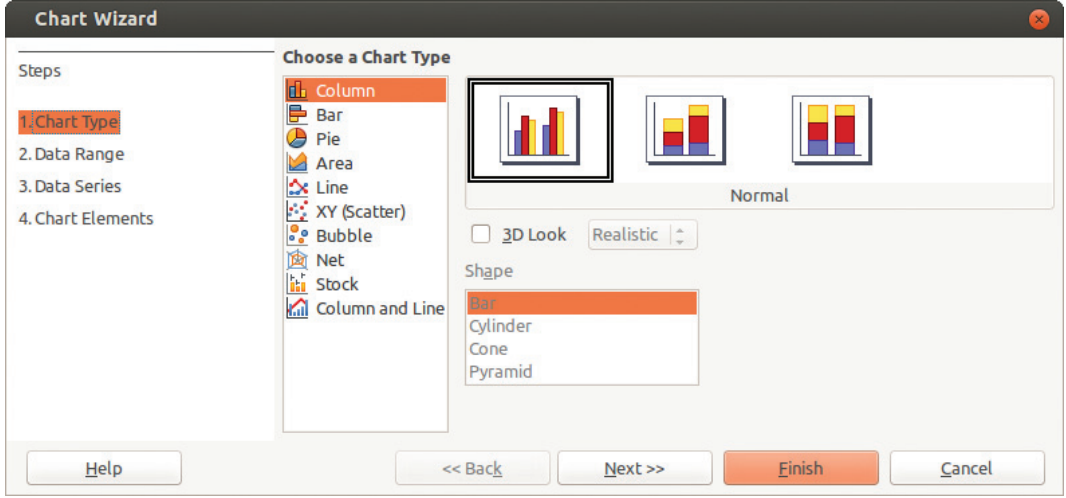 Chart Wizard
Steps
1. Chart Type
2. Data Range
3. Data Series
4. Chart Elements
Choose a Chart Type
Column
Bar
Pie
Area
Line
XY (Scatter)
Bubble
Net
Stock
Column and Line
Normal
3D Look
Realistic
Shape
Bar
Cylinder
Cone
Pyramid
Help
<< Back
Next >>
Finish
Cancel